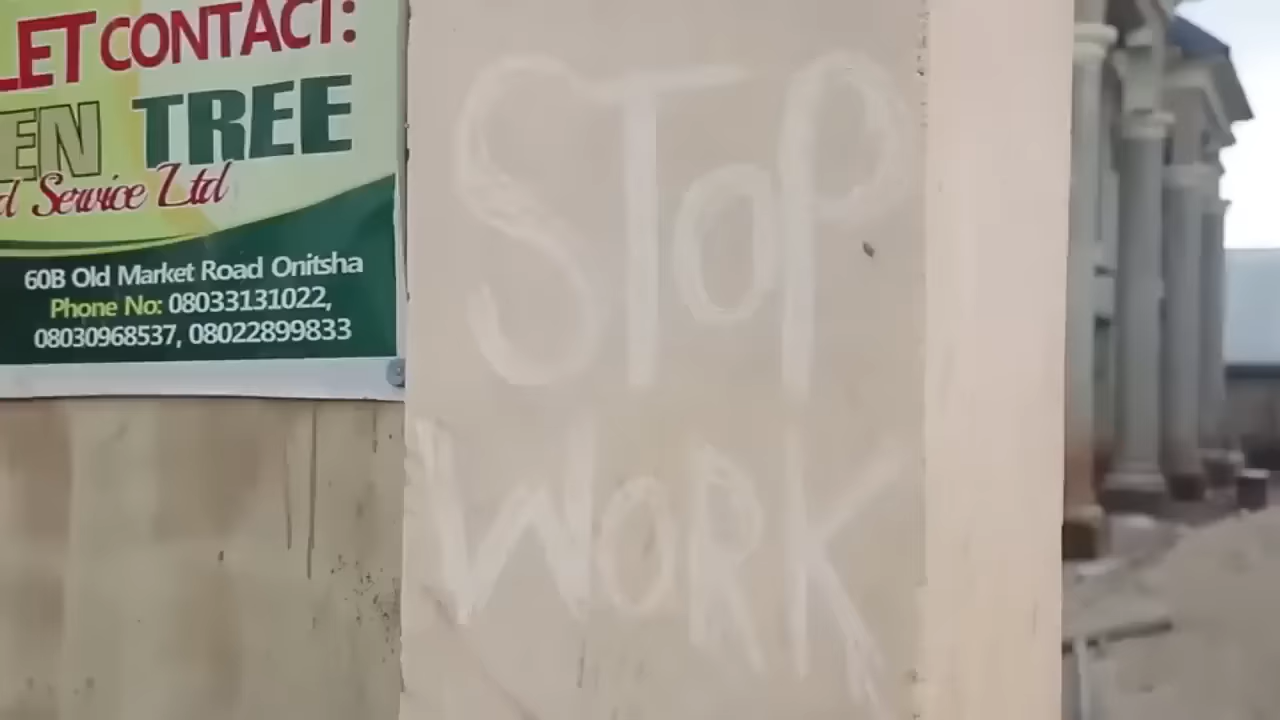 LET CONTACT:
EN TREE
d Service Ltd
60B Old Market Road Onitsha
Phone No: 08033131022,
08030968537, 08022899833
STOP
WORK